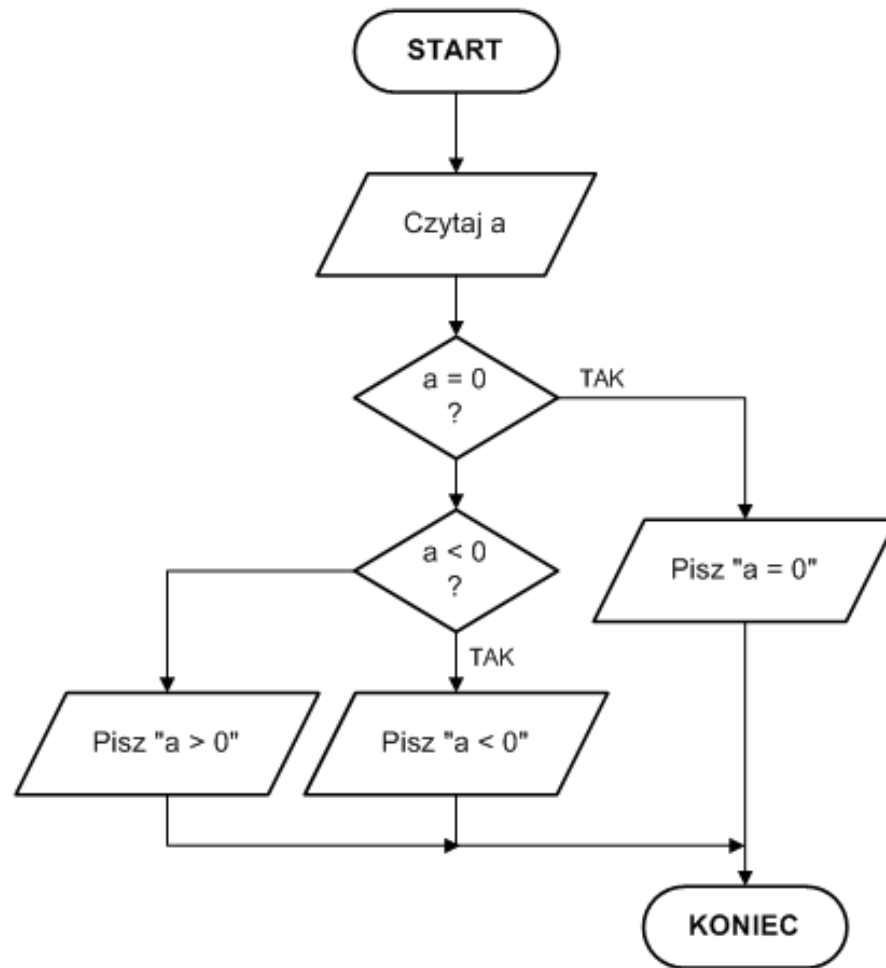 START
Czytaj a
a = 0
?
TAK
a < 0
?
TAK
Pisz "a = 0"
Pisz "a > 0"
Pisz "a < 0"
KONIEC